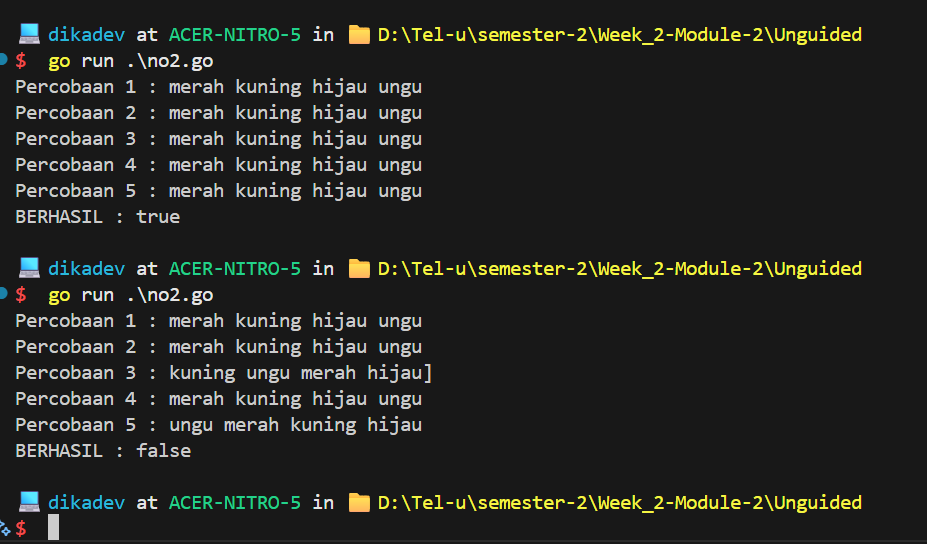 dikadev at ACER-NITRO-5 in D:\Tel-u\semester-2\Week_2-Module-2\Unguided
$ go run .\no2.go
Percobaan 1 : merah kuning hijau ungu
Percobaan 2 : merah kuning hijau ungu
Percobaan 3 : merah kuning hijau ungu
Percobaan 4 : merah kuning hijau ungu
Percobaan 5 : merah kuning hijau ungu
BERHASIL : true
dikadev at ACER-NITRO-5 in D:\Tel-u\semester-2\Week_2-Module-2\Unguided
$ go run .\no2.go
Percobaan 1 : merah kuning hijau ungu
Percobaan 2 : merah kuning hijau ungu
Percobaan 3 : kuning ungu merah hijau]
Percobaan 4 : merah kuning hijau ungu
Percobaan 5 : ungu merah kuning hijau
BERHASIL : false
dikadev at ACER-NITRO-5 in D:\Tel-u\semester-2\Week_2-Module-2\Unguided
$